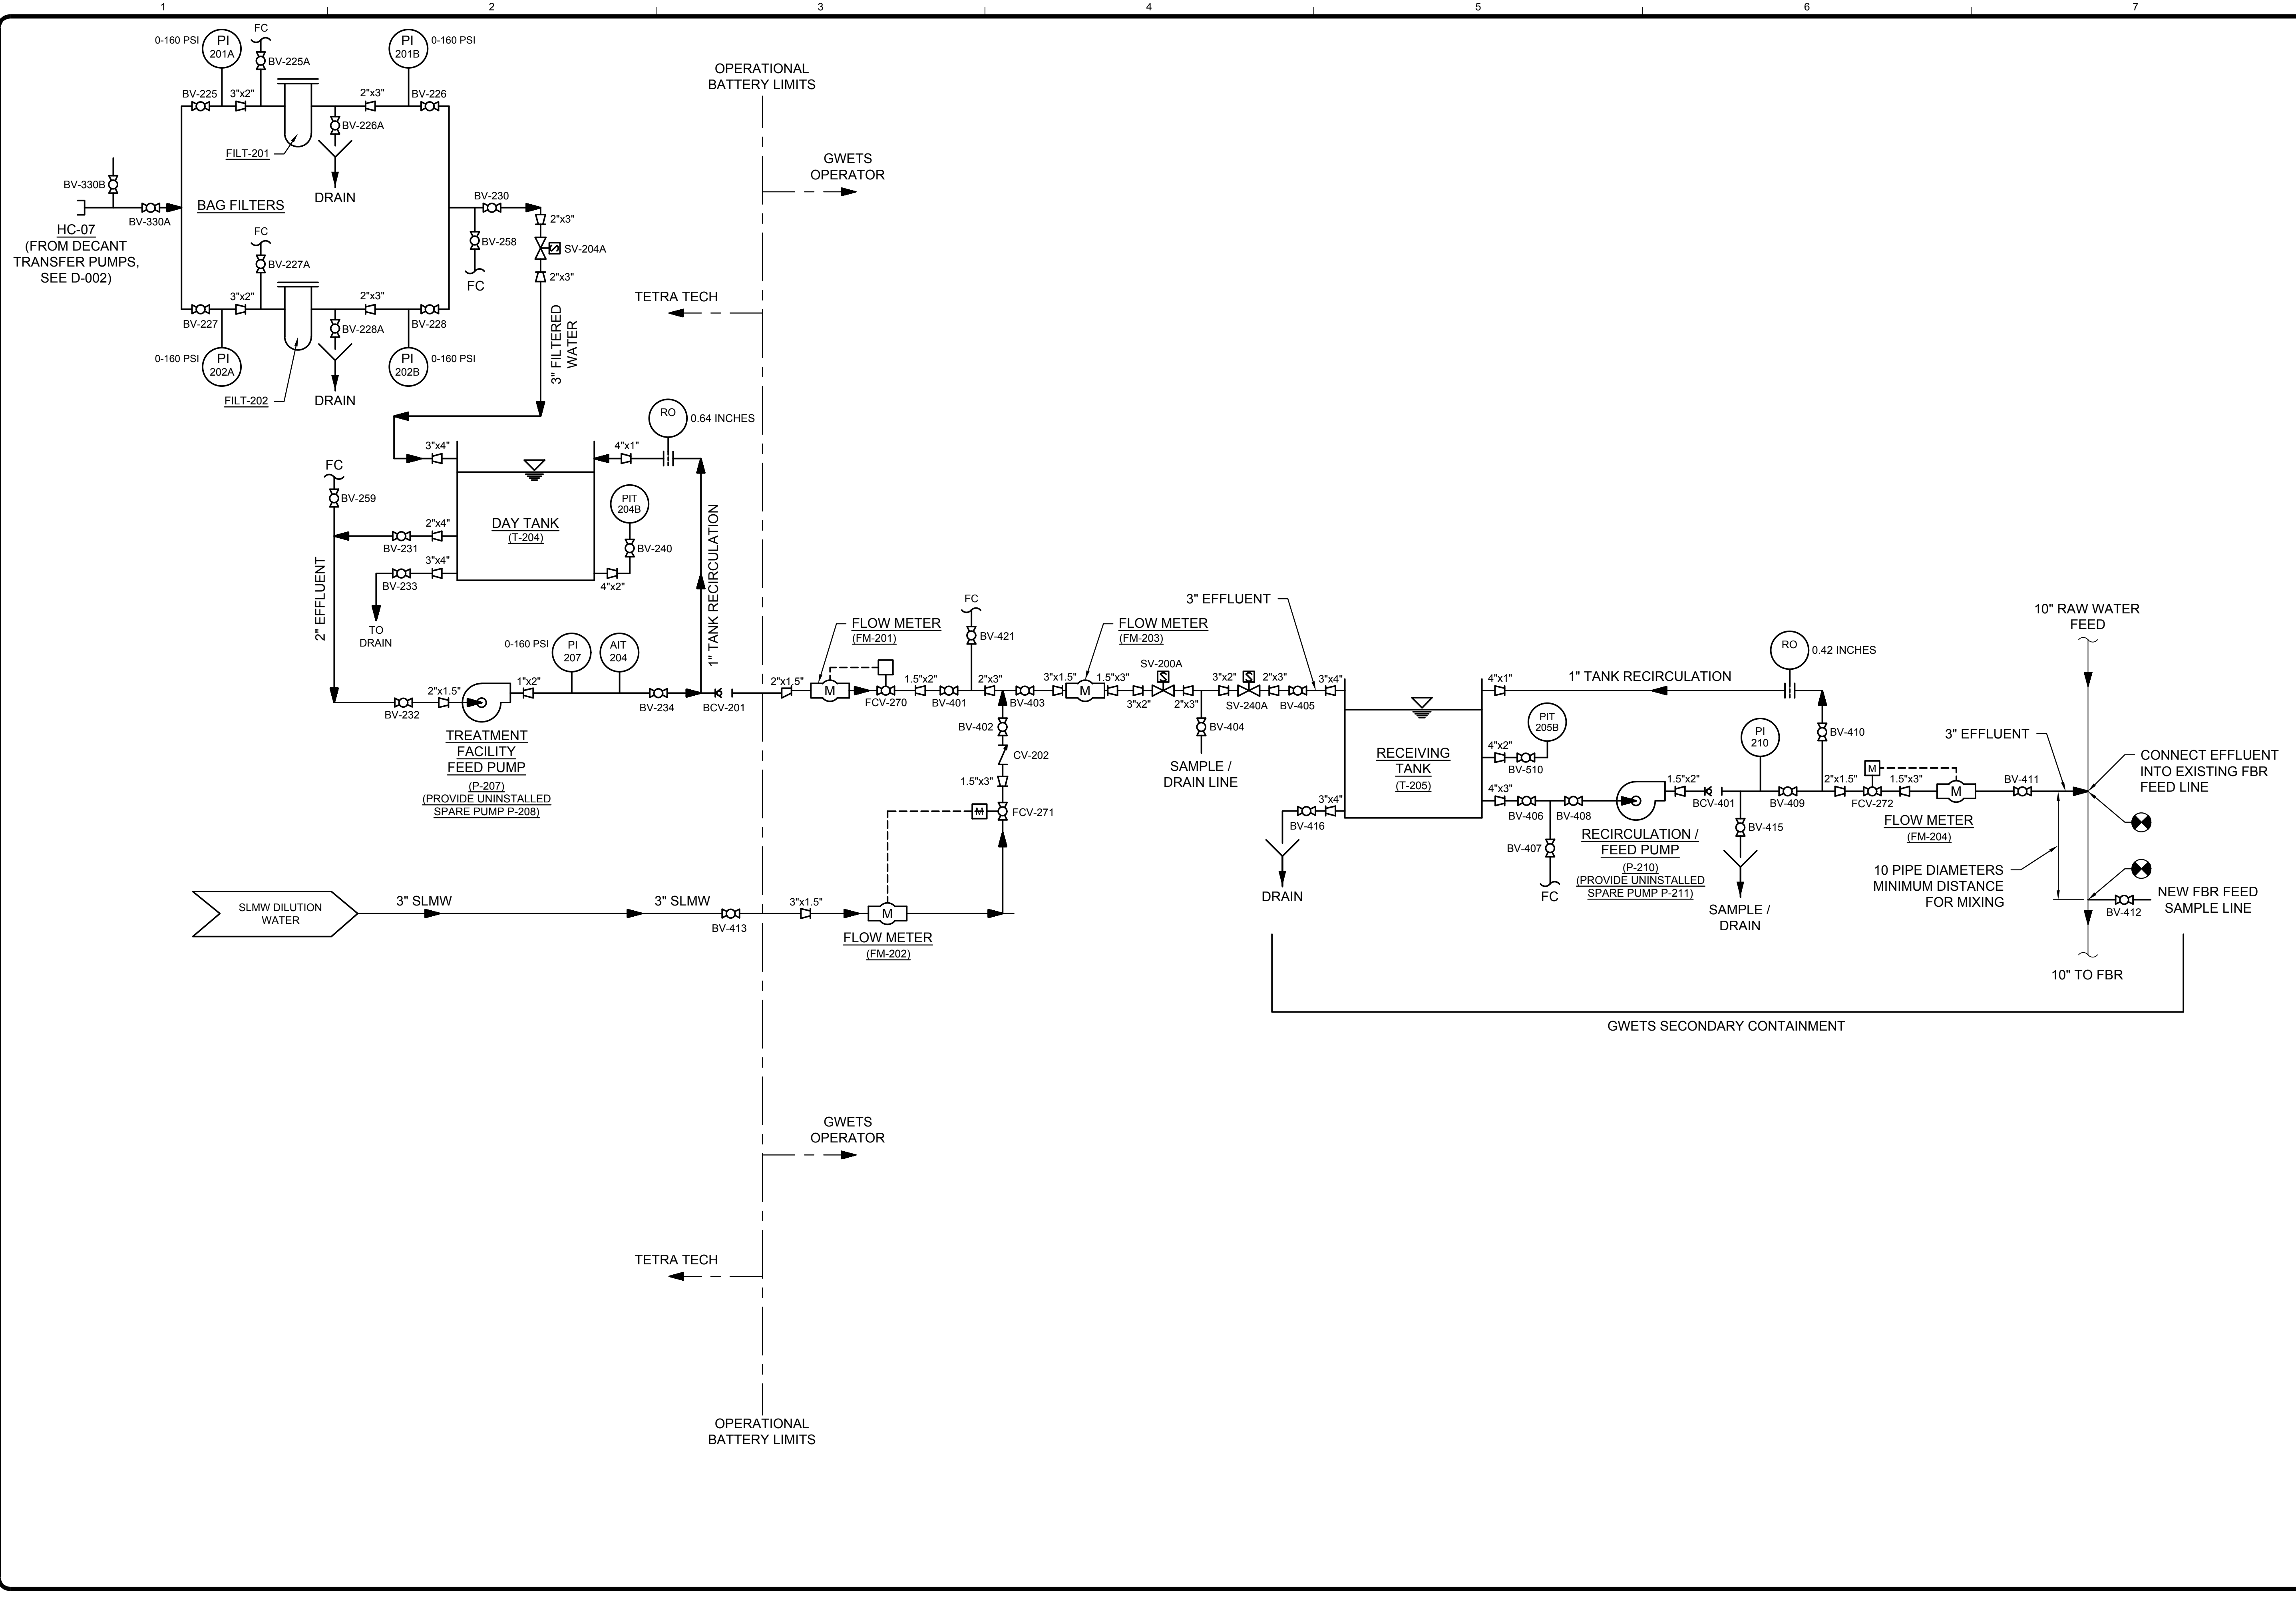 1
2
3
4
5
6
7
0-160 PSI
PI
201A
FC
BV-225A
PI
201B
0-160 PSI
BV-225
3"x2"
2"x3"
BV-226
BV-226A
FILT-201
DRAIN
BV-330B
BV-330A
HC-07
(FROM DECANT
TRANSFER PUMPS,
SEE D-002)
BAG FILTERS
FC
BV-227A
BV-227
3"x2"
2"x3"
BV-228
BV-228A
0-160 PSI
PI
202A
PI
202B
0-160 PSI
FILT-202
DRAIN
BV-230
BV-258
FC
2"x3"
SV-204A
2"x3"
3" FILTERED
WATER
OPERATIONAL
BATTERY LIMITS
GWETS
OPERATOR
TETRA TECH
RO
0.64 INCHES
3"x4"
4"x1"
FC
BV-259
2"x4"
BV-231
3"x4"
BV-233
TO
DRAIN
DAY TANK
(T-204)
PIT
204B
BV-240
4"x2"
1" TANK RECIRCULATION
2" EFFLUENT
0-160 PSI
PI
207
AIT
204
BV-232
2"x1.5"
1"x2"
BV-234
BCV-201
TREATMENT
FACILITY
FEED PUMP
(P-207)
(PROVIDE UNINSTALLED
SPARE PUMP P-208)
2"x1.5"
FLOW METER
(FM-201)
M
FCV-270
1.5"x2"
BV-401
FC
BV-421
2"x3"
BV-403
BV-402
CV-202
1.5"x3"
M
FCV-271
FLOW METER
(FM-203)
3"x1.5"
M
1.5"x3"
3"x2"
SV-200A
S
2"x3"
BV-404
SAMPLE /
DRAIN LINE
3"x2"
S
SV-240A
2"x3"
BV-405
3" EFFLUENT
3"x4"
SLMW DILUTION
WATER
3" SLMW
3" SLMW
BV-413
3"x1.5"
M
FLOW METER
(FM-202)
RECEIVING
TANK
(T-205)
3"x4"
BV-416
DRAIN
4"x1"
1" TANK RECIRCULATION
RO
0.42 INCHES
PIT
205B
4"x2"
BV-510
4"x3"
BV-406
BV-408
BV-407
FC
RECIRCULATION /
FEED PUMP
(P-210)
(PROVIDE UNINSTALLED
SPARE PUMP P-211)
1.5"x2"
BCV-401
PI
210
BV-415
SAMPLE /
DRAIN
BV-409
BV-410
2"x1.5"
M
FCV-272
1.5"x3"
M
FLOW METER
(FM-204)
BV-411
3" EFFLUENT
10" RAW WATER
FEED
CONNECT EFFLUENT
INTO EXISTING FBR
FEED LINE
10 PIPE DIAMETERS
MINIMUM DISTANCE
FOR MIXING
BV-412
NEW FBR FEED
SAMPLE LINE
10" TO FBR
GWETS SECONDARY CONTAINMENT
GWETS
OPERATOR
TETRA TECH
OPERATIONAL
BATTERY LIMITS